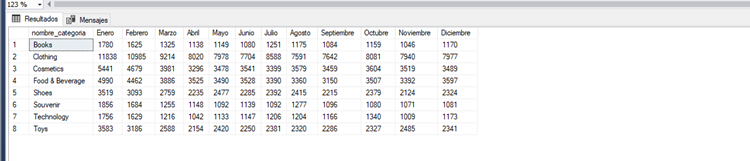 123 %
Resultados Mensajes
nombre_categoria Enero Febrero Marzo Abril Mayo Junio Julio Agosto Septiembre Octubre Noviembre Diciembre
1 Books 1780 1625 1325 1138 1149 1080 1251 1175 1084 1159 1046 1170
2 Clothing 11838 10985 9214 8020 7978 7704 8588 7591 7642 8081 7940 7977
3 Cosmetics 5441 4679 3981 3296 3478 3541 3399 3579 3459 3604 3519 3489
4 Food & Beverage 4990 4462 3886 3525 3490 3528 3390 3360 3150 3507 3392 3597
5 Shoes 3519 3093 2759 2235 2477 2285 2392 2415 2215 2379 2124 2324
6 Souvenir 1856 1684 1255 1148 1092 1139 1092 1277 1096 1080 1071 1081
7 Technology 1756 1629 1216 1042 1133 1147 1206 1204 1166 1340 1009 1173
8 Toys 3583 3186 2588 2154 2420 2250 2381 2320 2286 2327 2485 2341